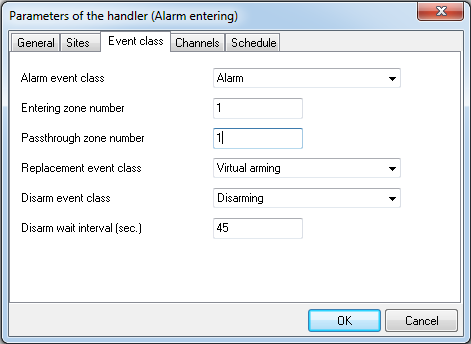 Parameters of the handler (Alarm entering)
General Sites Event class Channels Schedule
Alarm event class Alarm
Entering zone number 1
Passthrough zone number 1
Replacement event class Virtual arming
Disarm event class Disarming
Disarm wait interval (sec.) 45
OK Cancel